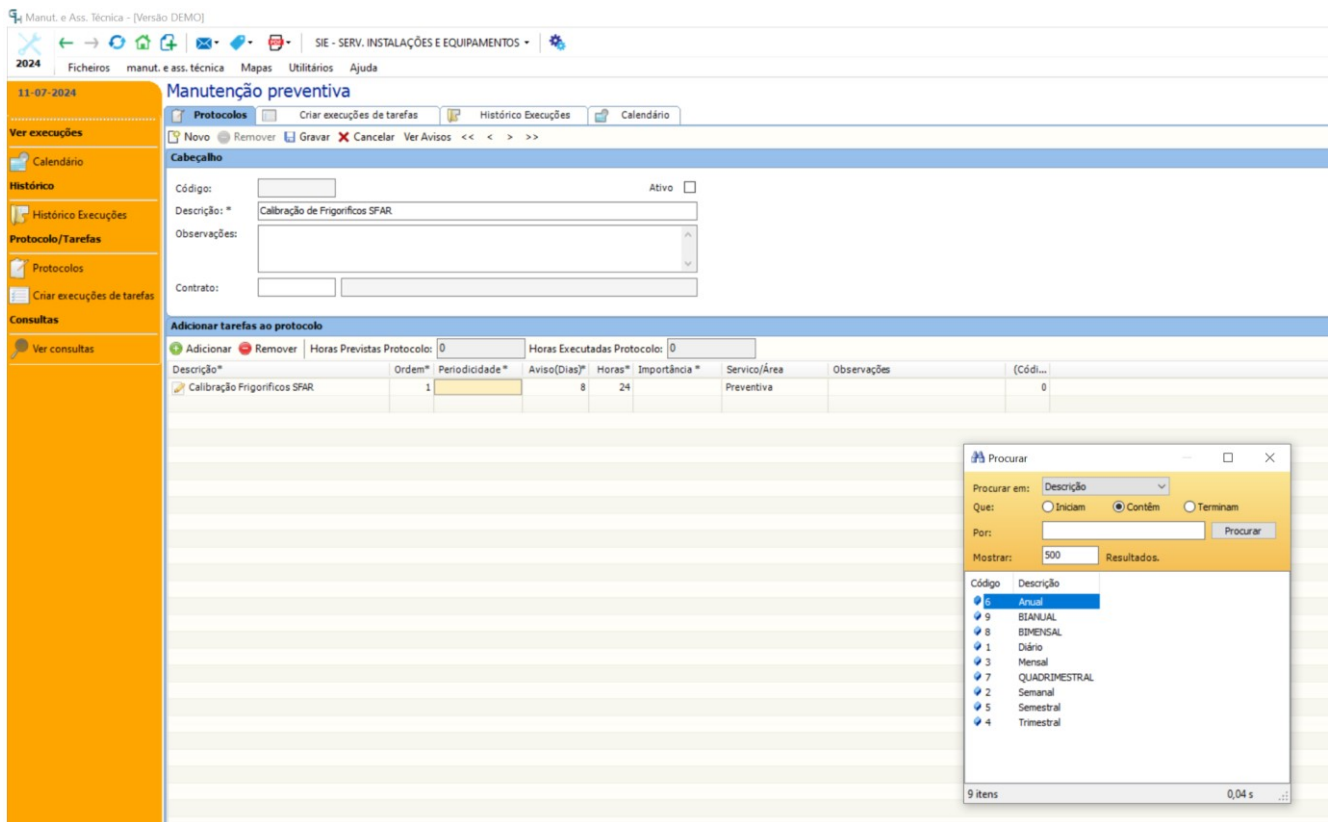 Manut. e Ass. Técnica - [Versão DEMO]
SIE - SERV. INSTALAÇÕES E EQUIPAMENTOS
2024
Ficheiros manut. e ass. técnica Mapas Utilitários Ajuda
11-07-2024
Ver execuções
Calendário
Histórico
Histórico Execuções
Protocolo/Tarefas
Protocolos
Criar execuções de tarefas
Consultas
Ver consultas
Manutenção preventiva
Protocolos Criar execuções de tarefas Histórico Execuções Calendário
Novo Remover Gravar Cancelar Ver Avisos << < > >>
Cabeçalho
Código: Ativo
Descrição: * Calibração de Frigorificos SFAR
Observações:
Contrato:
Adicionar tarefas ao protocolo
Adicionar Remover Horas Previstas Protocolo: 0 Horas Executadas Protocolo: 0
Descrição* Ordem* Periodicidade* Aviso(Dias)* Horas* Importância * Servico/Área Observações (Códi...
Calibração Frigorificos SFAR 1 8 24 Preventiva 0
Procurar
Procurar em: Descrição
Que: Iniciam Contêm Terminam
Por: Procurar
Mostrar: 500 Resultados.
Código Descrição
6 Anual
9 BIANUAL
8 BIMENSAL
1 Diário
3 Mensal
7 QUADRIMESTRAL
2 Semanal
5 Semestral
4 Trimestral
9 itens 0,04 s